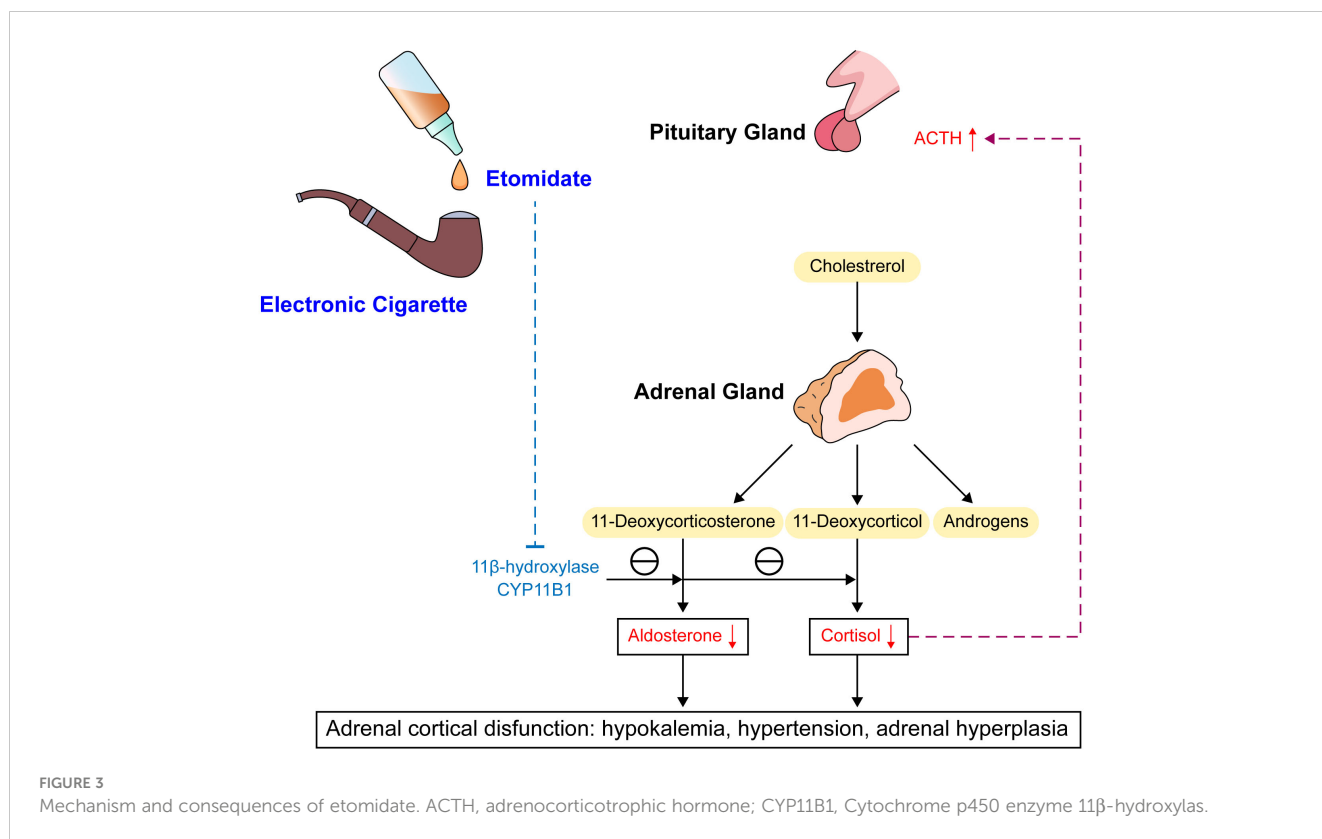 Pituitary Gland
ACTH
Etomidate
Electronic Cigarette
Cholestrerol
Adrenal Gland
11-Deoxycorticosterone
11-Deoxycorticol
Androgens
11β-hydroxylase
CYP11B1
Aldosterone
Cortisol
Adrenal cortical disfunction: hypokalemia, hypertension, adrenal hyperplasia
FIGURE 3
Mechanism and consequences of etomidate. ACTH, adrenocorticotrophic hormone; CYP11B1, Cytochrome p450 enzyme 11β-hydroxylas.